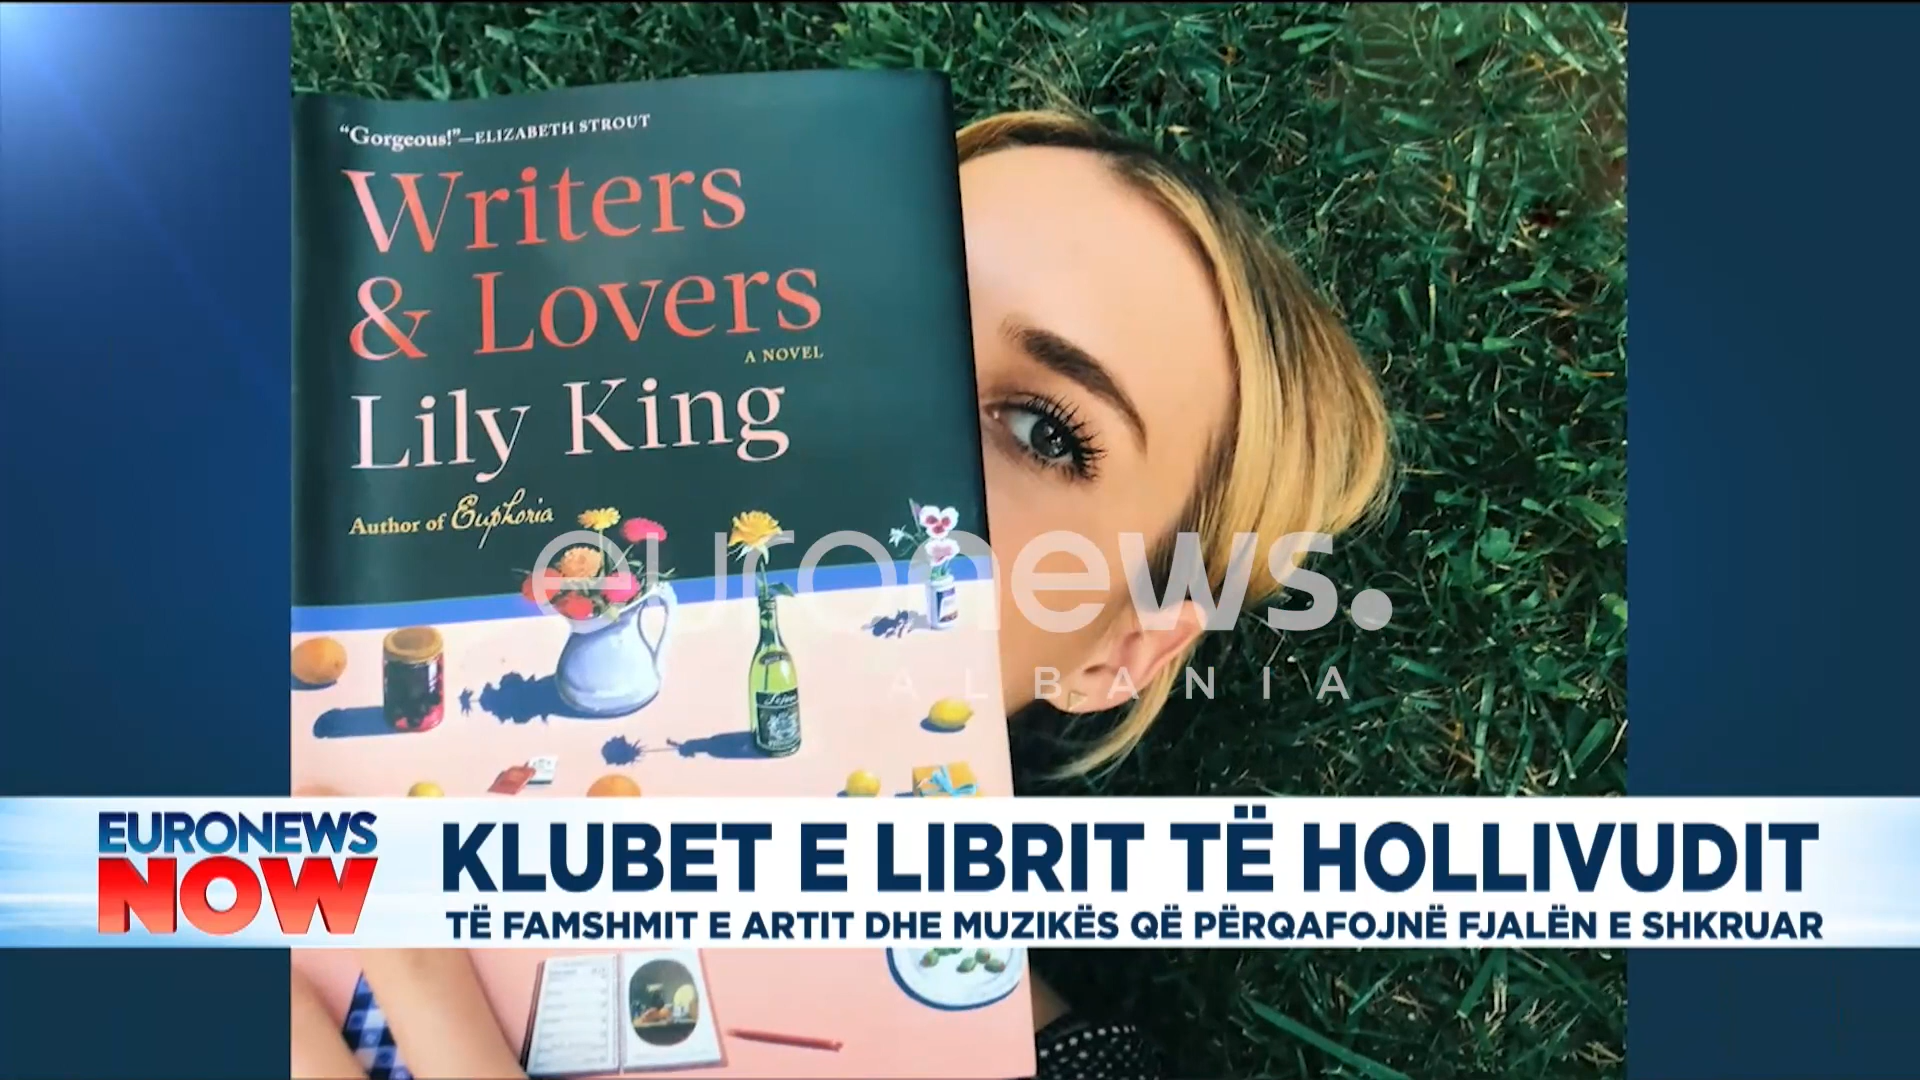 “Gorgeous!”—ELIZABETH STROUT
Writers
& Lovers
A NOVEL
Lily King
Author of Euphoria
euronews.
ALBANIA
EURONEWS
NOW
KLUBET E LIBRIT TË HOLLIVUDIT
TË FAMSHMIT E ARTIT DHE MUZIKËS QË PËRQAFOJNË FJALËN E SHKRUAR